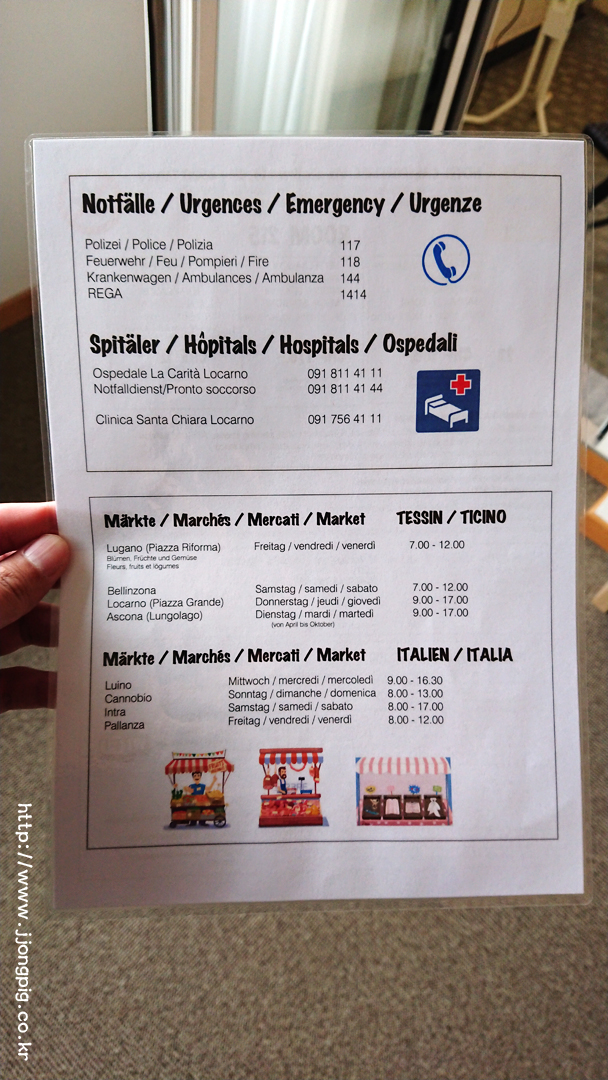 Notfälle / Urgences / Emergency / Urgenze
Polizei / Police / Polizia 117
Feuerwehr / Feu / Pompieri / Fire 118
Krankenwagen / Ambulances / Ambulanza 144
REGA 1414
Spitäler / Hôpitals / Hospitals / Ospedali
Ospedale La Carità Locarno 091 811 41 11
Notfalldienst/Pronto soccorso 091 811 41 44
Clinica Santa Chiara Locarno 091 756 41 11
Märkte / Marchés / Mercati / Market TESSIN / TICINO
Lugano (Piazza Riforma) Freitag / vendredi / venerdì 7.00 - 12.00
Blumen, Früchte und Gemüse
Fleurs, fruits et lógumes
Bellinzona Samstag / samedi / sabato 7.00 - 12.00
Locarno (Piazza Grande) Donnerstag / jeudi / giovedì 9.00 - 17.00
Ascona (Lungolago) Dienstag / mardi / martedì 9.00 - 17.00
(von April bis Oktober)
Märkte / Marchés / Mercati / Market ITALIEN / ITALIA
Luino Mittwoch / mercredi / mercoledì 9.00 - 16.30
Cannobio Sonntag / dimanche / domenica 8.00 - 13.00
Intra Samstag / samedi / sabato 8.00 - 17.00
Pallanza Freitag / vendredi / venerdì 8.00 - 12.00
http://www.jjongpig.co.kr